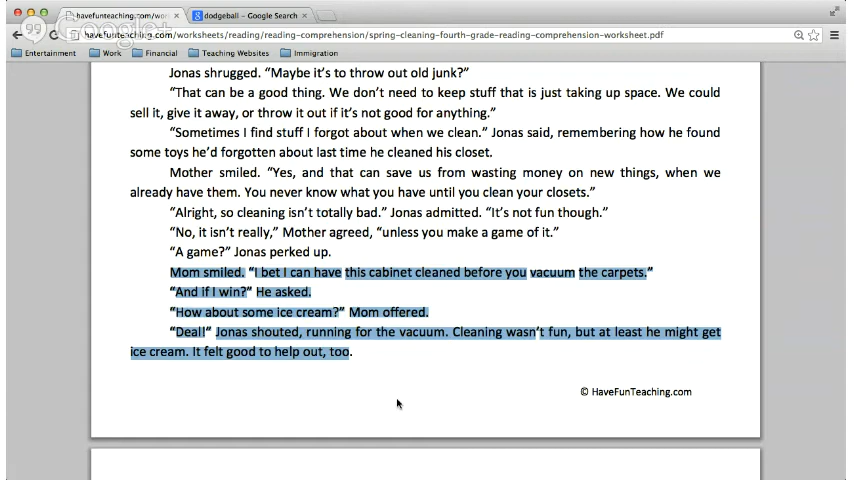 havefunteaching.com/wor
dodgeball - Google Search
Google+
havefunteaching.com/worksheets/reading/reading-comprehension/spring-cleaning-fourth-grade-reading-comprehension-worksheet.pdf
Entertainment Work Financial Teaching Websites Immigration
Jonas shrugged. “Maybe it’s to throw out old junk?”
“That can be a good thing. We don’t need to keep stuff that is just taking up space. We could
sell it, give it away, or throw it out if it’s not good for anything.”
“Sometimes I find stuff I forgot about when we clean.” Jonas said, remembering how he found
some toys he’d forgotten about last time he cleaned his closet.
Mother smiled. “Yes, and that can save us from wasting money on new things, when we
already have them. You never know what you have until you clean your closets.”
“Alright, so cleaning isn’t totally bad.” Jonas admitted. “It’s not fun though.”
“No, it isn’t really,” Mother agreed, “unless you make a game of it.”
“A game?” Jonas perked up.
Mom smiled. “I bet I can have this cabinet cleaned before you vacuum the carpets.”
“And if I win?” He asked.
“How about some ice cream?” Mom offered.
“Deal!” Jonas shouted, running for the vacuum. Cleaning wasn’t fun, but at least he might get
ice cream. It felt good to help out, too.
© HaveFunTeaching.com